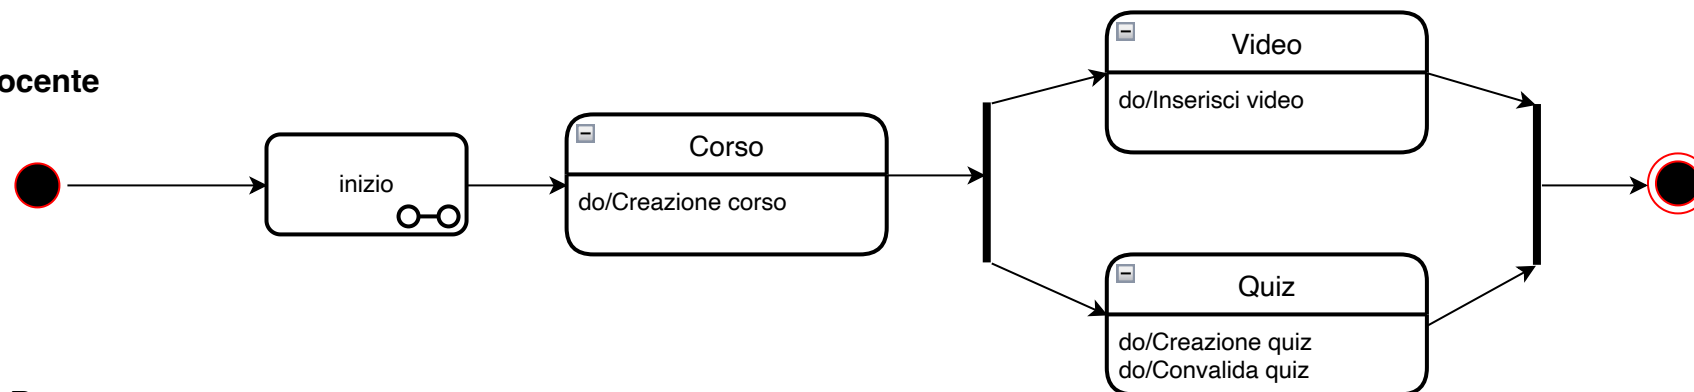 ocente
inizio
Corso
do/Creazione corso
Video
do/Inserisci video
Quiz
do/Creazione quiz
do/Convalida quiz